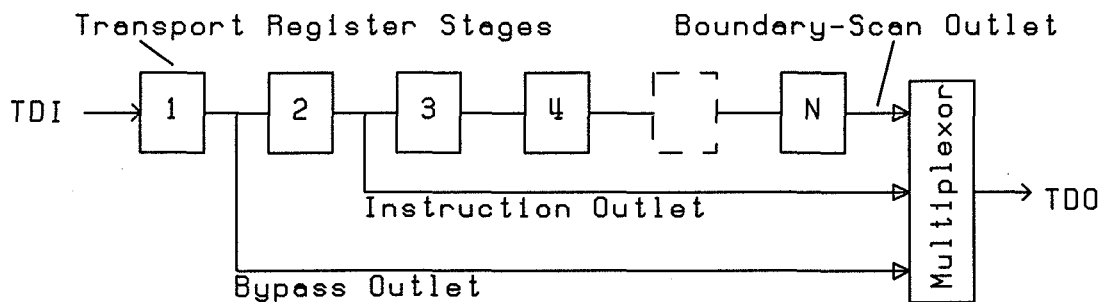 Transport Register Stages
Boundary-Scan Outlet
TDI
1
2
3
4
N
Multiplexor
TDO
Instruction Outlet
Bypass Outlet